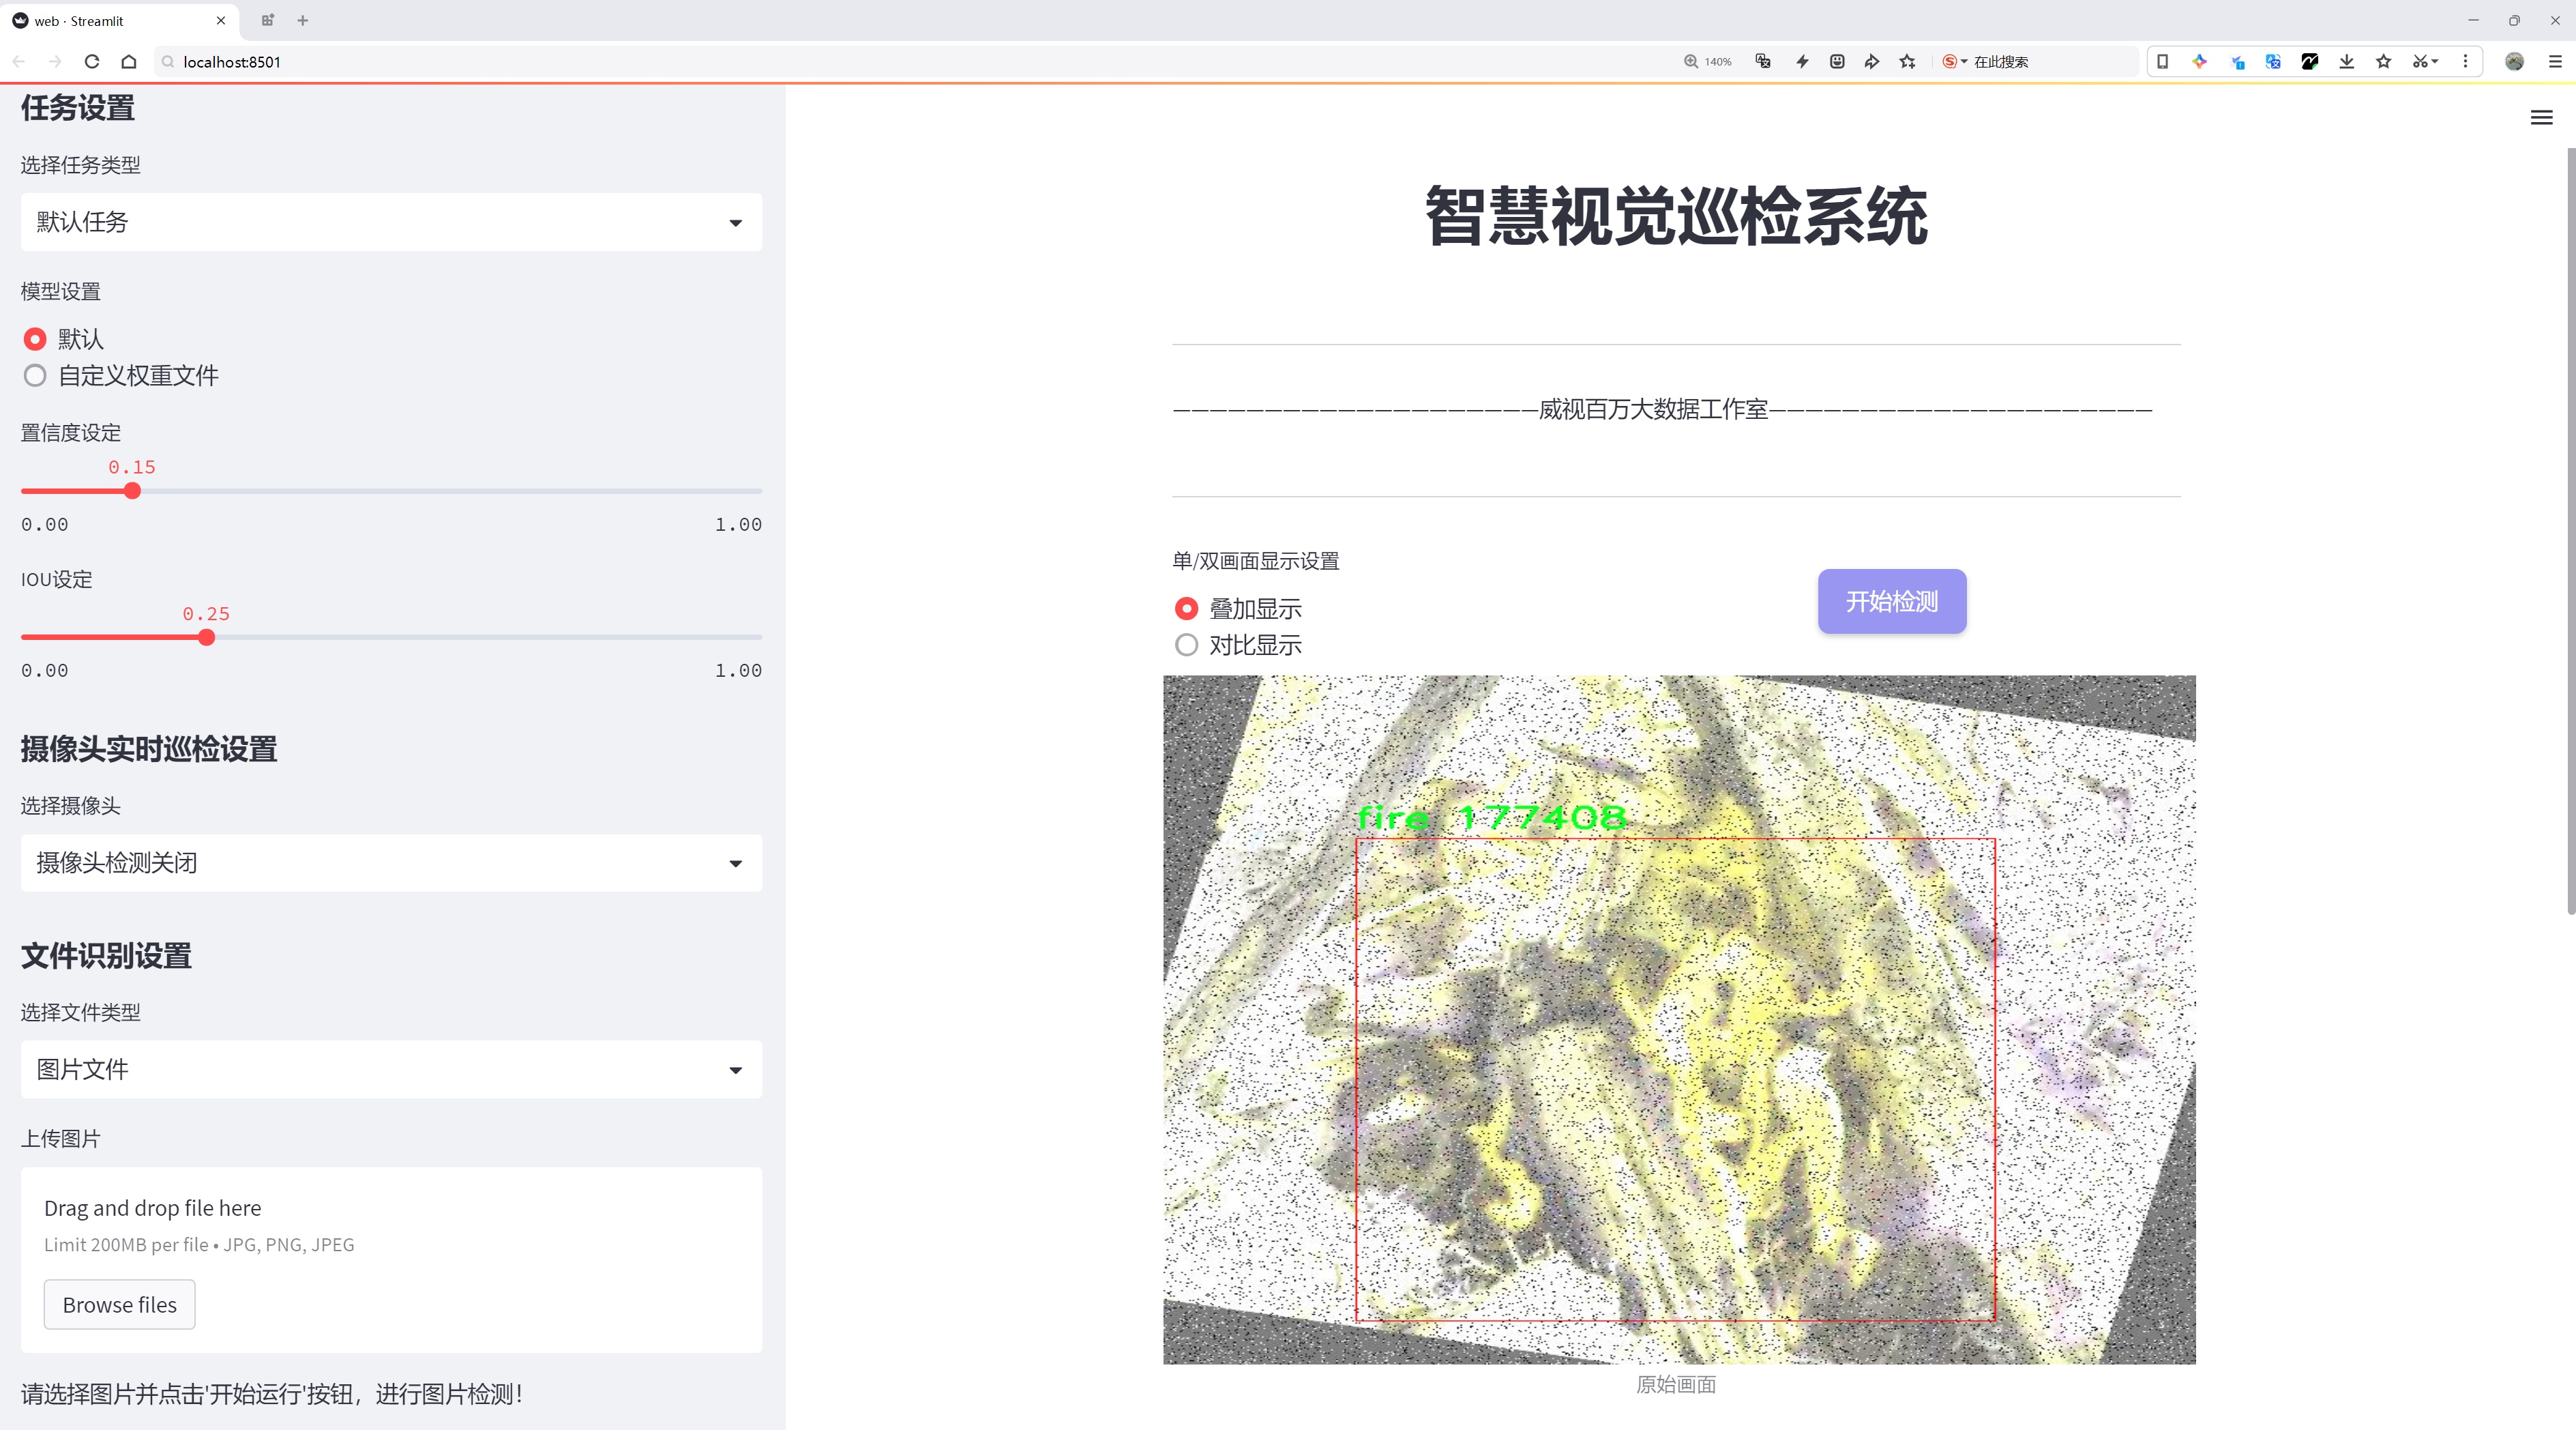 web · Streamlit
localhost:8501
140%
在此搜索
任务设置
选择任务类型
默认任务
模型设置
默认
自定义权重文件
置信度设定
0.15
0.00 1.00
IOU设定
0.25
0.00 1.00
摄像头实时巡检设置
选择摄像头
摄像头检测关闭
文件识别设置
选择文件类型
图片文件
上传图片
Drag and drop file here
Limit 200MB per file • JPG, PNG, JPEG
Browse files
请选择图片并点击'开始运行'按钮，进行图片检测！
智慧视觉巡检系统
————————————————————威视百万大数据工作室—————————————————————
单/双画面显示设置
叠加显示
对比显示
开始检测
fire 177408
原始画面